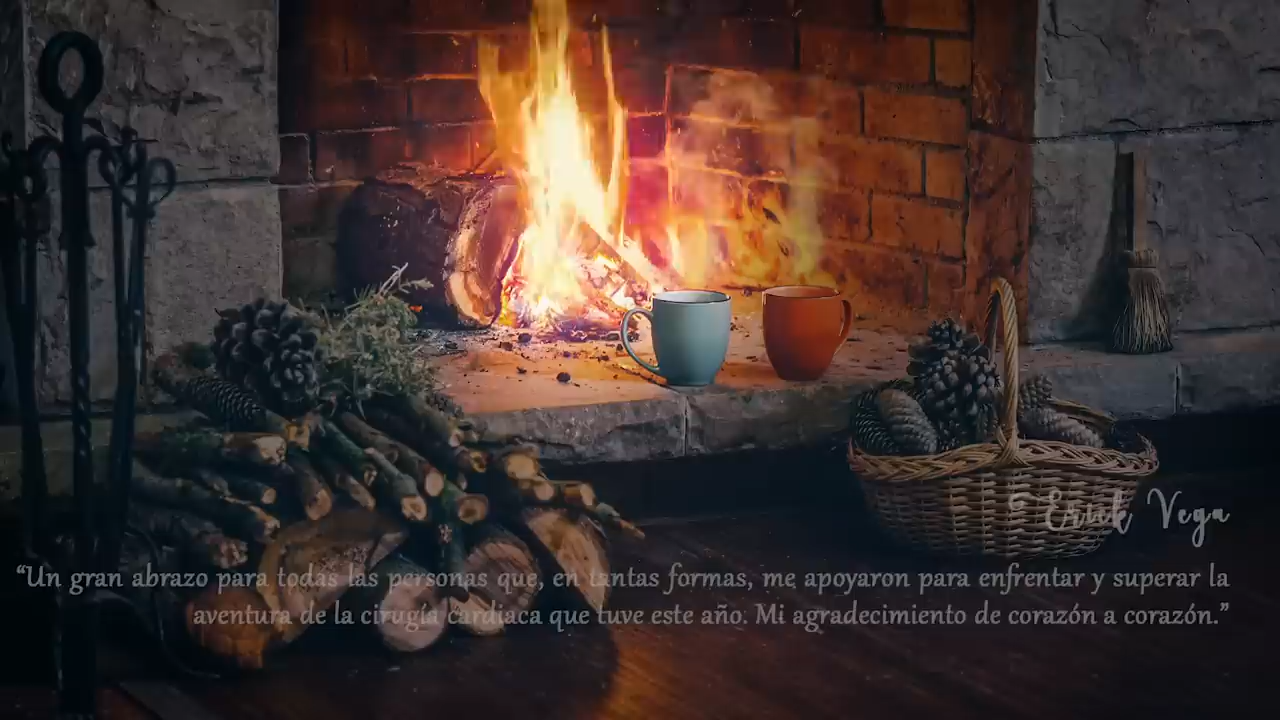 Erick Vega
“Un gran abrazo para todas las personas que, en tantas formas, me apoyaron para enfrentar y superar la
aventura de la cirugía cardiaca que tuve este año. Mi agradecimiento de corazón a corazón.”